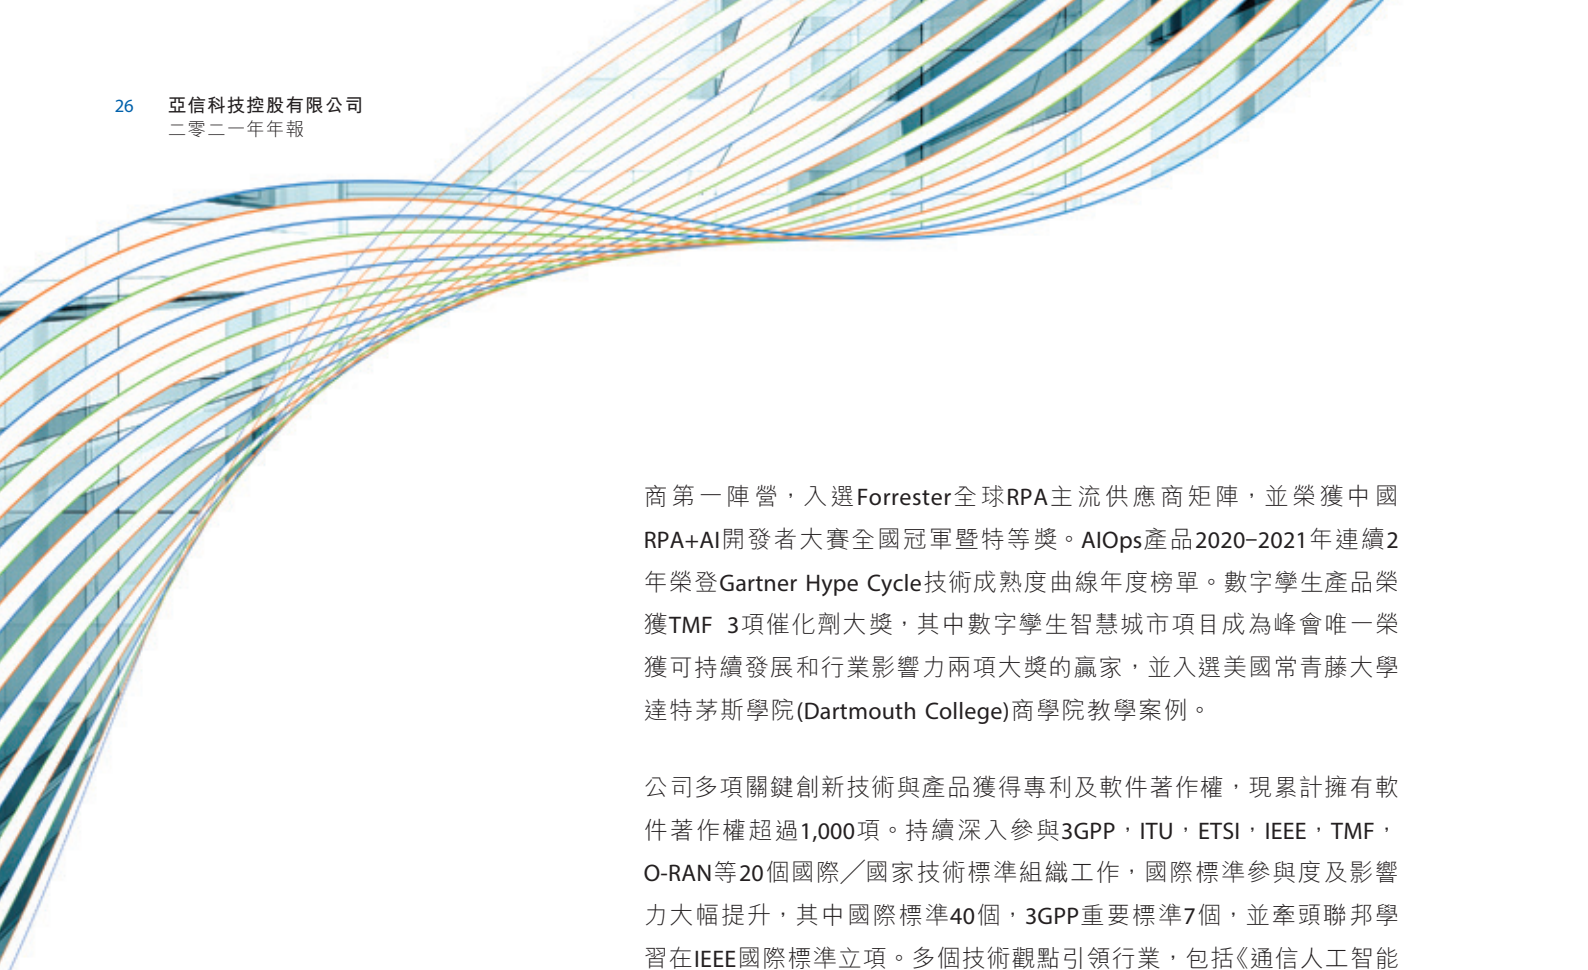 26 亞信科技控股有限公司
二零二一年年報
商第一陣營，入選Forrester全球RPA主流供應商矩陣，並榮獲中國
RPA+AI開發者大賽全國冠軍暨特等獎。AIOps產品2020–2021年連續2
年榮登Gartner Hype Cycle技術成熟度曲線年度榜單。數字孿生產品榮
獲TMF 3項催化劑大獎，其中數字孿生智慧城市項目成為峰會唯一榮
獲可持續發展和行業影響力兩項大獎的贏家，並入選美國常青藤大學
達特茅斯學院(Dartmouth College)商學院教學案例。
公司多項關鍵創新技術與產品獲得專利及軟件著作權，現累計擁有軟
件著作權超過1,000項。持續深入參與3GPP，ITU，ETSI，IEEE，TMF，
O-RAN等20個國際╱國家技術標準組織工作，國際標準參與度及影響
力大幅提升，其中國際標準40個，3GPP重要標準7個，並牽頭聯邦學
習在IEEE國際標準立項。多個技術觀點引領行業，包括《通信人工智能